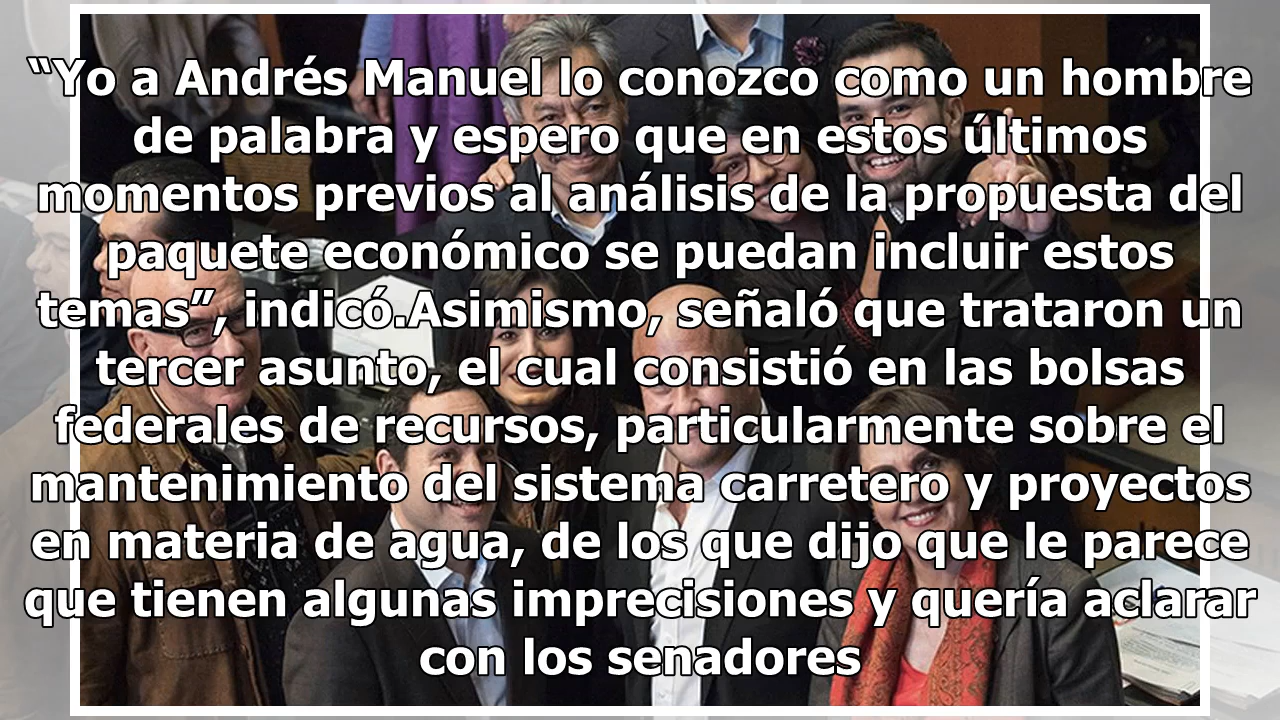 “Yo a Andrés Manuel lo conozco como un hombre
de palabra y espero que en estos últimos
momentos previos al análisis de la propuesta del
paquete económico se puedan incluir estos
temas”, indicó.Asimismo, señaló que trataron un
tercer asunto, el cual consistió en las bolsas
federales de recursos, particularmente sobre el
mantenimiento del sistema carretero y proyectos
en materia de agua, de los que dijo que le parece
que tienen algunas imprecisiones y quería aclarar
con los senadores